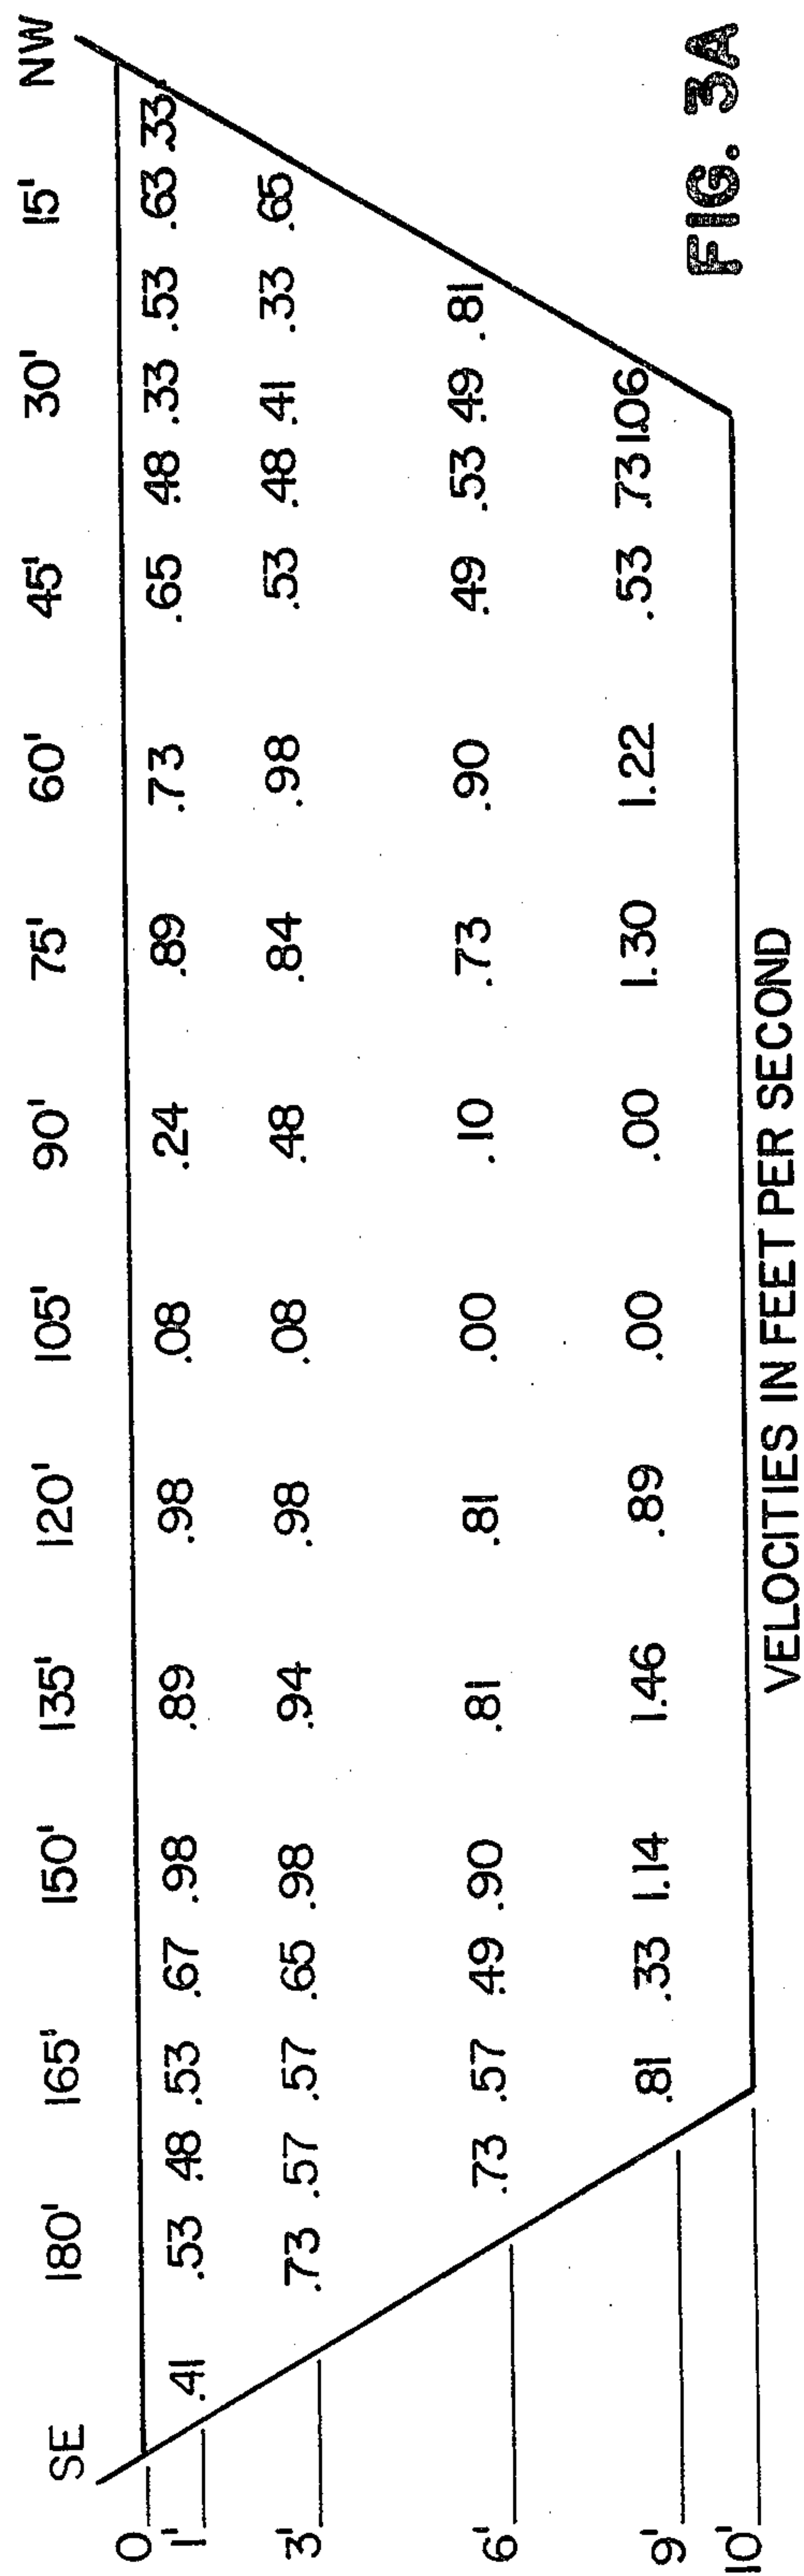 SE 180' 165' 150' 135' 120' 105' 90' 75' 60' 45' 30' 15' NW
0
1' .41 .53 .48 .53 .67 .98 .89 .98 .08 .24 .89 .73 .65 .48 .33 .53 .63 .33
3' .73 .57 .57 .65 .98 .94 .98 .08 .48 .84 .98 .53 .48 .41 .33 .65
6' .73 .57 .49 .90 .81 .81 .00 .10 .73 .90 .49 .53 .49 .81
9' .81 .33 1.14 1.46 .89 .00 .00 1.30 1.22 .53 .73 1.06
10'
VELOCITIES IN FEET PER SECOND
FIG. 3A